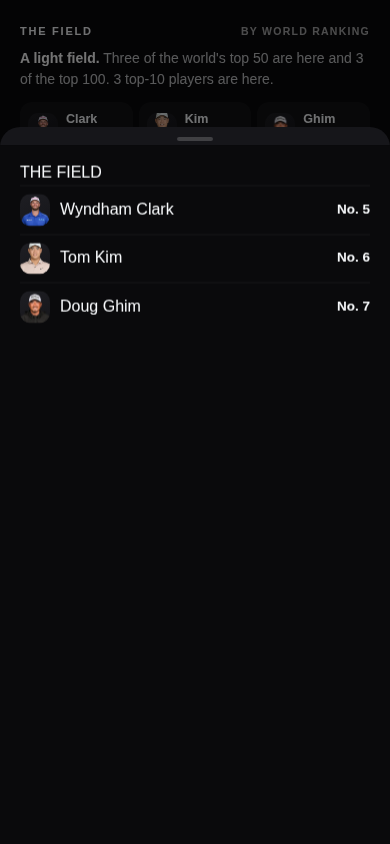 THE FIELD
BY WORLD RANKING
A light field. Three of the world's top 50 are here and 3
of the top 100. 3 top-10 players are here.
Clark
Kim
Ghim
THE FIELD
Wyndham Clark
No. 5
Tom Kim
No. 6
Doug Ghim
No. 7